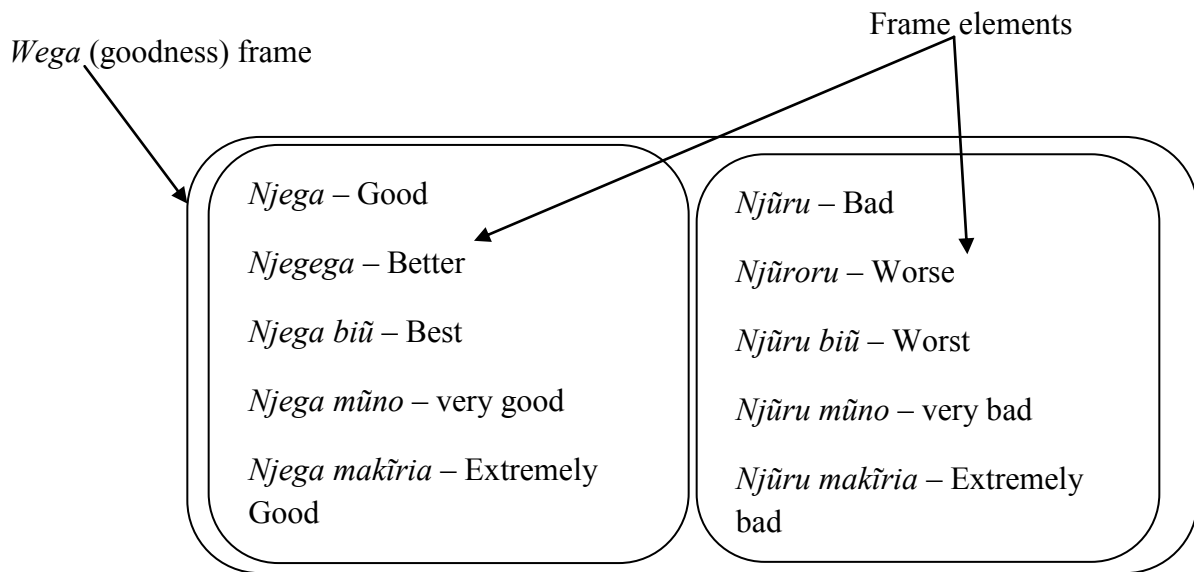 Wega (goodness) frame
Frame elements
Njega – Good
Njegega – Better
Njega biũ – Best
Njega mũno – very good
Njega makĩria – Extremely
Good
Njũru – Bad
Njũroru – Worse
Njũru biũ – Worst
Njũru mũno – very bad
Njũru makĩria – Extremely
bad